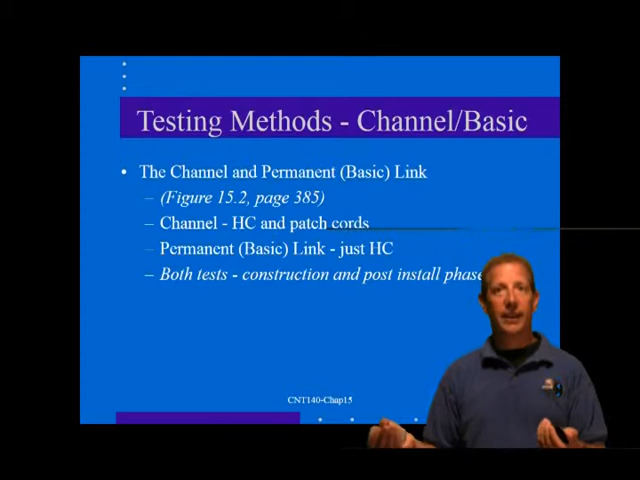 Testing Methods - Channel/Basic
• The Channel and Permanent (Basic) Link
– (Figure 15.2, page 385)
– Channel - HC and patch cords
– Permanent (Basic) Link - just HC
– Both tests - construction and post install phase
CNT140-Chap15